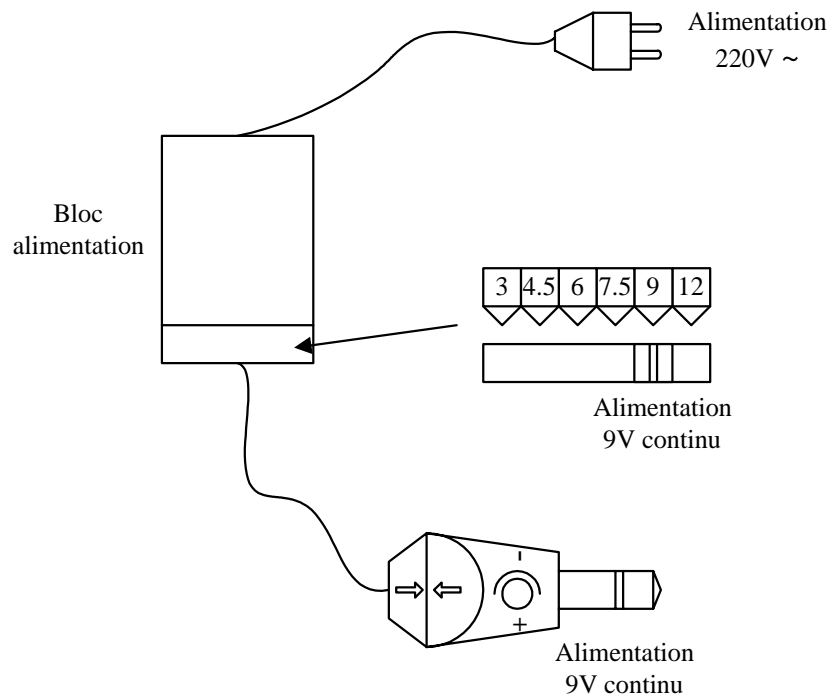 Alimentation
220V ~
Bloc
alimentation
3 4.5 6 7.5 9 12
Alimentation
9V continu
-
+
Alimentation
9V continu